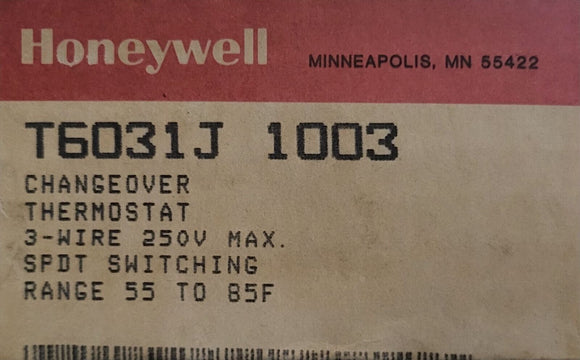 Honeywell MINNEAPOLIS, MN 55422
T6031J 1003
CHANGEOVER
THERMOSTAT
3-WIRE 250V MAX.
SPDT SWITCHING
RANGE 55 TO 85F